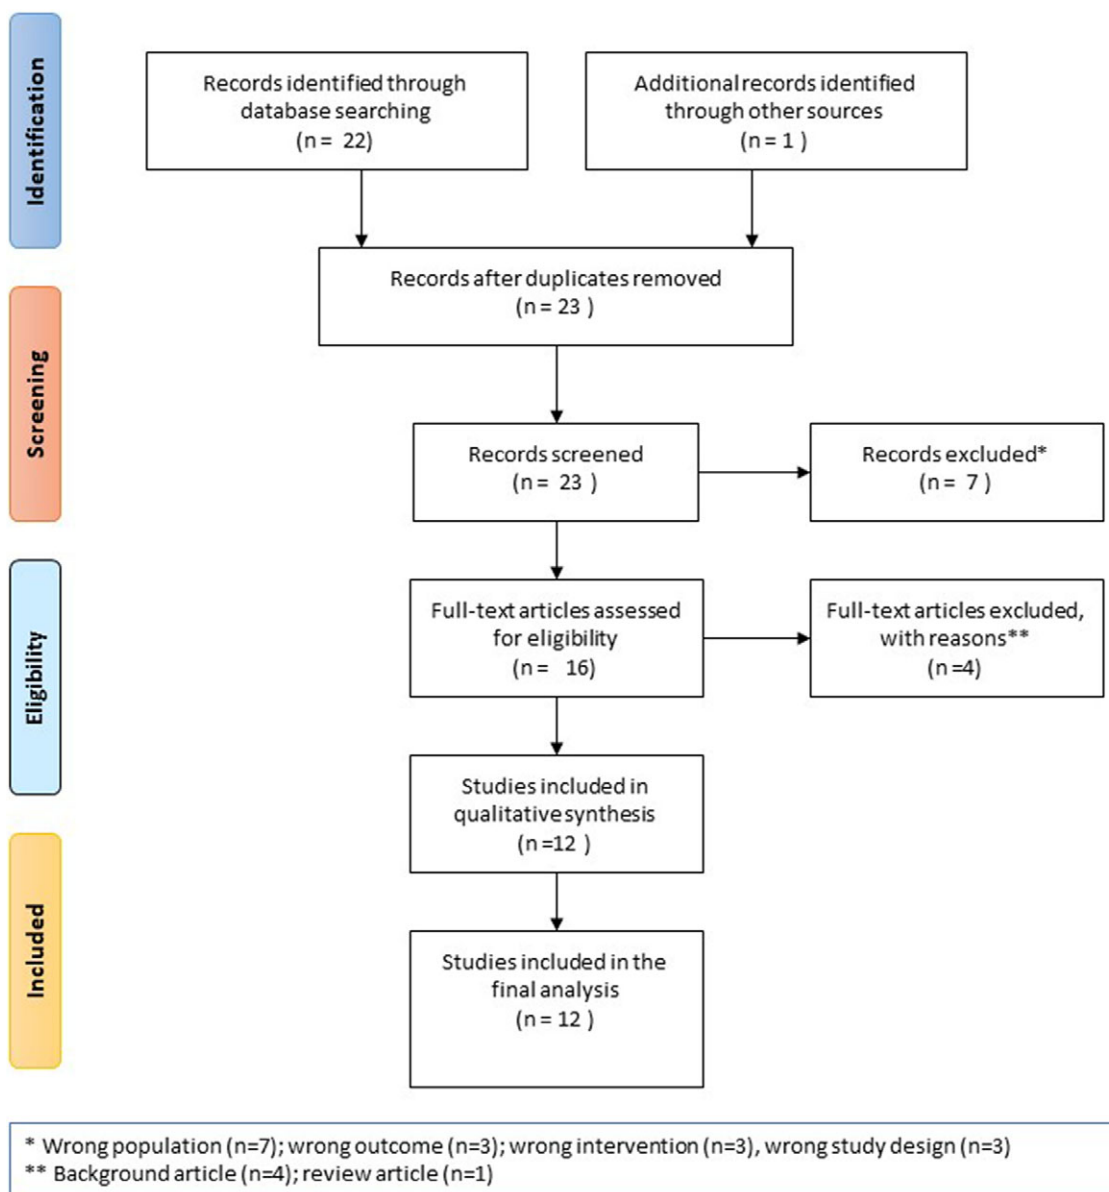 Identification
Records identified through
database searching
(n = 22)
Additional records identified
through other sources
(n = 1 )
Records after duplicates removed
(n = 23 )
Screening
Records screened
(n = 23 )
Records excluded*
(n = 7 )
Eligibility
Full-text articles assessed
for eligibility
(n = 16)
Full-text articles excluded,
with reasons**
(n =4)
Studies included in
qualitative synthesis
(n =12 )
Included
Studies included in the
final analysis
(n = 12 )
* Wrong population (n=7); wrong outcome (n=3); wrong intervention (n=3), wrong study design (n=3)
** Background article (n=4); review article (n=1)